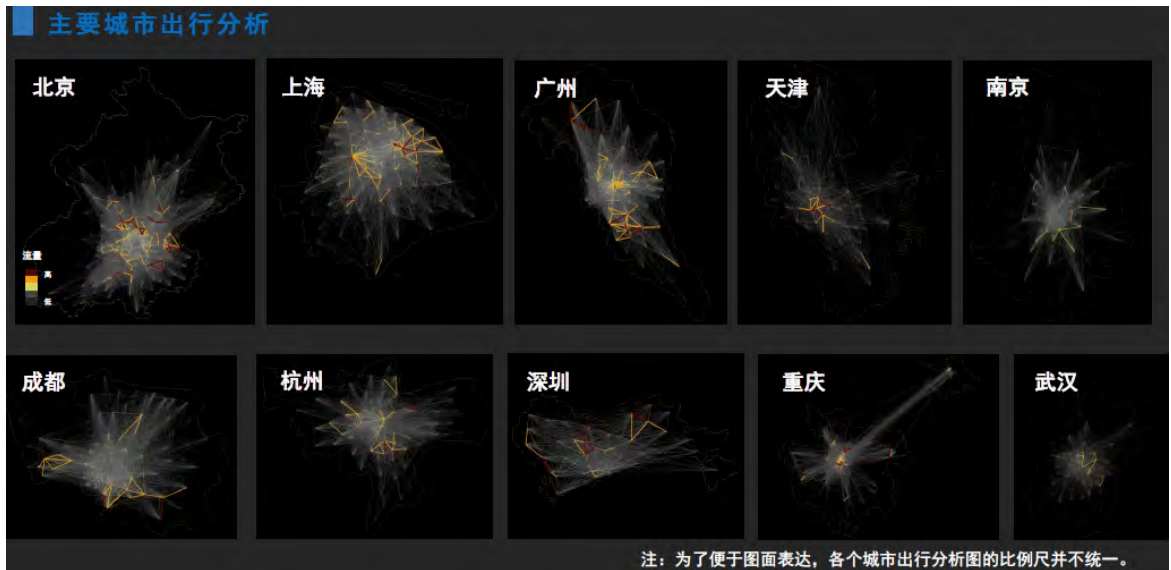 主要城市出行分析
北京
上海
广州
天津
南京
流量
高
低
成都
杭州
深圳
重庆
武汉
注：为了便于图面表达，各个城市出行分析图的比例尺并不统一。